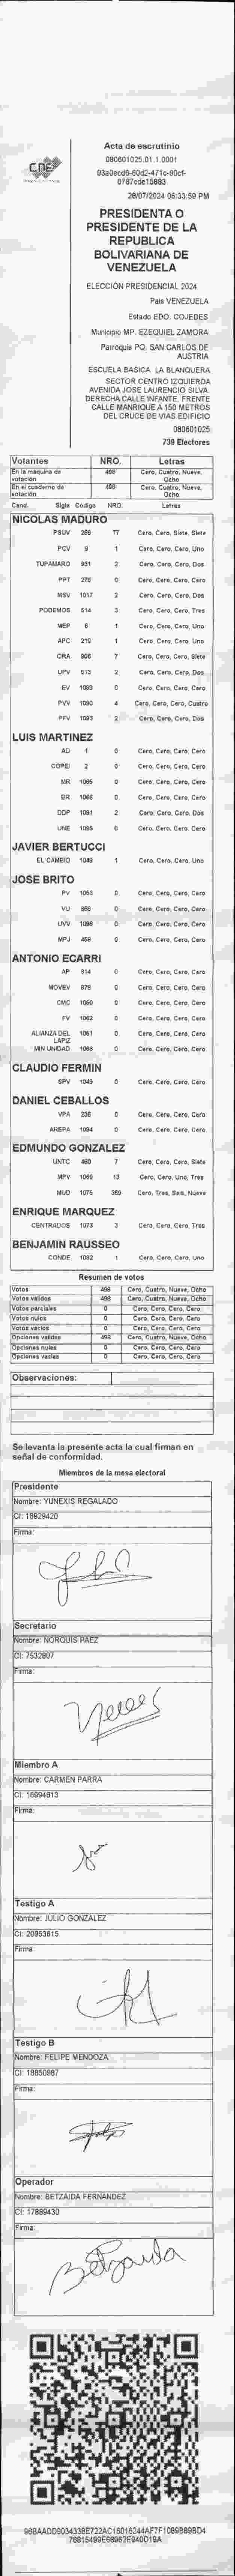 CNE
Acta de escrutinio
080601025.01.1.0001
28/07/2024 06:33:59 PM
PRESIDENTA O
PRESIDENTE DE LA
REPUBLICA
BOLIVARIANA DE
VENEZUELA
ELECCIÓN PRESIDENCIAL 2024
Pais VENEZUELA
Estado EDO. COJEDES
Municipio MP. EZEQUIEL ZAMORA
Parroquia PQ. SAN CARLOS DE
AUSTRIA
ESCUELA BASICA LA BLANQUERA
SECTOR CENTRO IZQUIERDA
AVENIDA JOSE LAURENCIO SILVA.
DERECHA CALLE INFANTE. FRENTE
CALLE MANRIQUE A 150 METROS
DEL CRUCE DE VIAS EDIFICIO
080601025
739 Electores
Votantes NRO. Letras
En la máquina de votación 498 Cero, Cuatro, Nueve, Ocho
En el cuaderno de votación 498 Cero, Cuatro, Nueve, Ocho
Cand. Sigla Código NRO. Letras
NICOLAS MADURO
PSUV 269 77 Cero, Cero, Siete, Siete
PCV 9 1 Cero, Cero, Cero, Uno
TUPAMARO 931 2 Cero, Cero, Cero, Dos
PPT 276 0 Cero, Cero, Cero, Cero
MSV 1017 2 Cero, Cero, Cero, Dos
PODEMOS 514 3 Cero, Cero, Cero, Tres
MEP 6 1 Cero, Cero, Cero, Uno
APC 219 1 Cero, Cero, Cero, Uno
ORA 906 7 Cero, Cero, Cero, Siete
UPV 513 2 Cero, Cero, Cero, Dos
EV 1089 0 Cero, Cero, Cero, Cero
PVV 1090 4 Cero, Cero, Cero, Cuatro
PFV 1093 2 Cero, Cero, Cero, Dos
LUIS MARTINEZ
AD 1 0 Cero, Cero, Cero, Cero
COPEI 2 0 Cero, Cero, Cero, Cero
MR 1065 0 Cero, Cero, Cero, Cero
BR 1066 0 Cero, Cero, Cero, Cero
DDP 1091 2 Cero, Cero, Cero, Dos
UNE 1095 0 Cero, Cero, Cero, Cero
JAVIER BERTUCCI
EL CAMBIO 1048 1 Cero, Cero, Cero, Uno
JOSE BRITO
PV 1053 0 Cero, Cero, Cero, Cero
VU 968 0 Cero, Cero, Cero, Cero
UVV 1096 0 Cero, Cero, Cero, Cero
MPJ 458 0 Cero, Cero, Cero, Cero
ANTONIO ECARRI
AP 914 0 Cero, Cero, Cero, Cero
MOVEV 978 0 Cero, Cero, Cero, Cero
CMC 1050 0 Cero, Cero, Cero, Cero
FV 1062 0 Cero, Cero, Cero, Cero
ALIANZA DEL LAPIZ 1061 0 Cero, Cero, Cero, Cero
MIN UNIDAD 1068 0 Cero, Cero, Cero, Cero
CLAUDIO FERMIN
SPV 1049 0 Cero, Cero, Cero, Cero
DANIEL CEBALLOS
VPA 236 0 Cero, Cero, Cero, Cero
AREPA 1094 0 Cero, Cero, Cero, Cero
EDMUNDO GONZALEZ
UNTC 460 7 Cero, Cero, Cero, Siete
MPV 1069 13 Cero, Cero, Uno, Tres
MUD 1075 369 Cero, Tres, Seis, Nueve
ENRIQUE MARQUEZ
CENTRADOS 1073 3 Cero, Cero, Cero, Tres
BENJAMIN RAUSSEO
CONDE 1092 1 Cero, Cero, Cero, Uno
Resumen de votos
Votos 498 Cero, Cuatro, Nueve, Ocho
Votos validos 498 Cero, Cuatro, Nueve, Ocho
Votos parciales 0 Cero, Cero, Cero, Cero
Votos nulos 0 Cero, Cero, Cero, Cero
Votos vacios 0 Cero, Cero, Cero, Cero
Opciones validas 498 Cero, Cuatro, Nueve, Ocho
Opciones nulas 0 Cero, Cero, Cero, Cero
Opciones vacias 0 Cero, Cero, Cero, Cero
Observaciones:
Se levanta la presente acta la cual firman en
señal de conformidad.
Miembros de la mesa electoral
Presidente
Nombre: YUNEXIS REGALADO
CI: 18929420
Firma:
Secretario
Nombre: NORQUIS PAEZ
CI: 7532807
Firma:
Miembro A
Nombre: CARMEN PARRA
CI: 16994813
Firma:
Testigo A
Nombre: JULIO GONZALEZ
CI: 20953615
Firma:
Testigo B
Nombre: FELIPE MENDOZA
CI: 18850987
Firma:
Operador
Nombre: BETZAIDA FERNANDEZ
CI: 17889430
Firma:
Betzaida